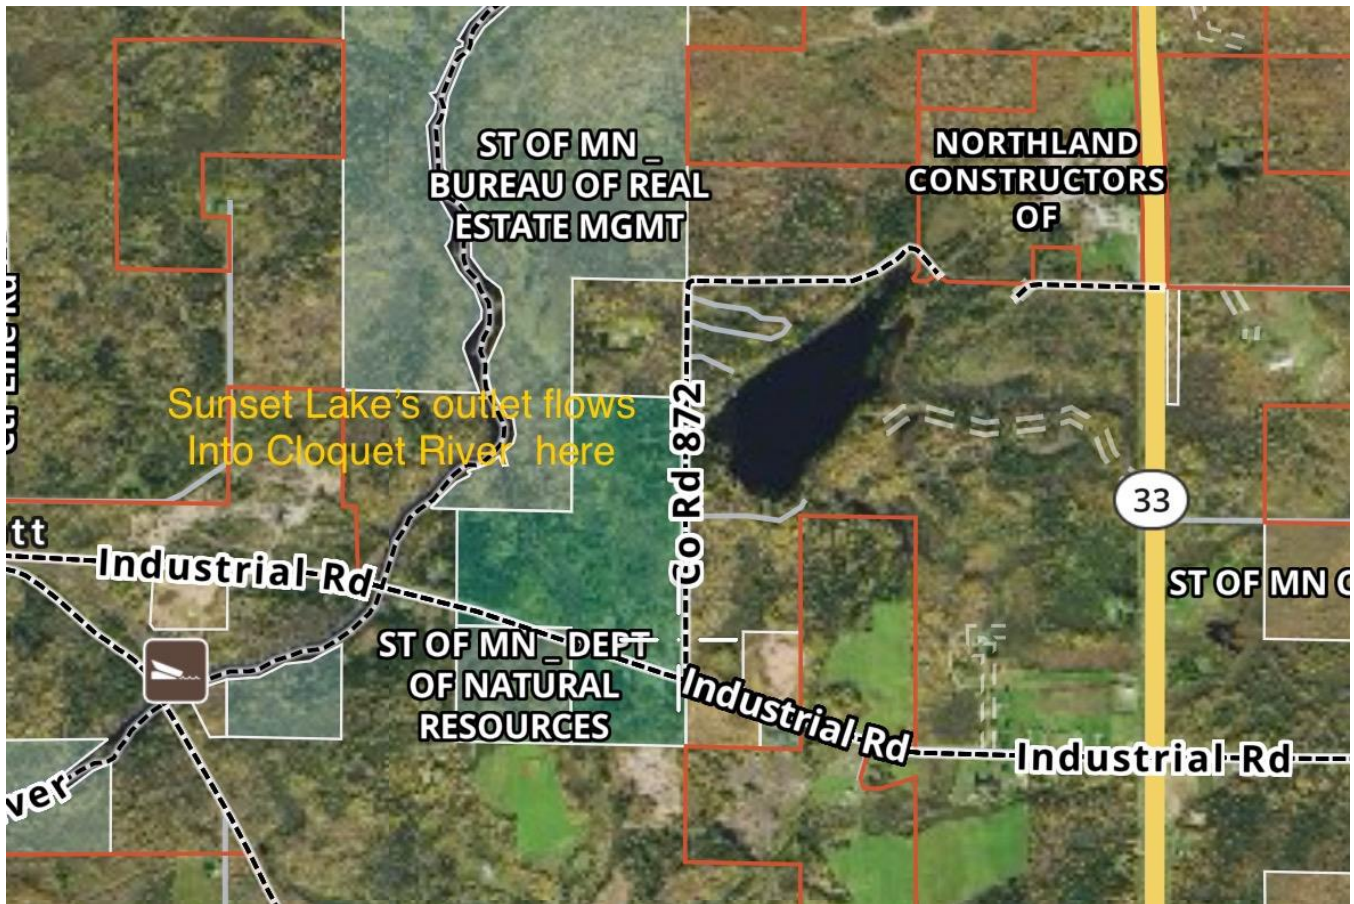 ST OF MN _
BUREAU OF REAL
ESTATE MGMT
NORTHLAND
CONSTRUCTORS
OF
Sunset Lake's outlet flows
Into Cloquet River here
Co Rd 872
33
tt
Industrial Rd
ST OF MN
ST OF MN _ DEPT
OF NATURAL
RESOURCES
Industrial Rd
Industrial Rd
ver